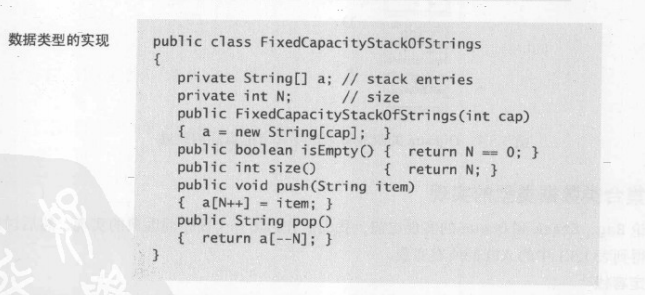 数据类型的实现
public class FixedCapacityStackOfStrings
{
   private String[] a; // stack entries
   private int N;      // size
   public FixedCapacityStackOfStrings(int cap)
   {  a = new String[cap];  }
   public boolean isEmpty() {  return N == 0; }
   public int size()        {  return N; }
   public void push(String item)
   {  a[N++] = item; }
   public String pop()
   {  return a[--N]; }
}